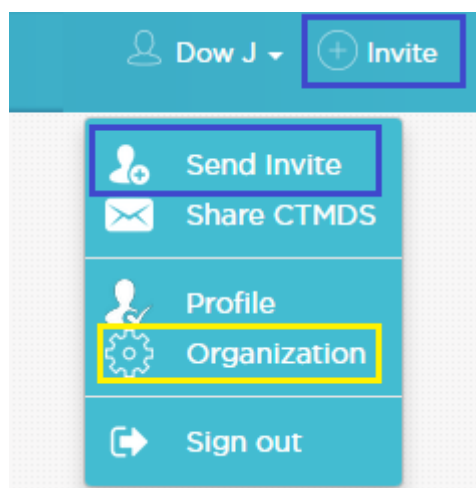 Dow J Invite
Send Invite
Share CTMDS
Profile
Organization
Sign out